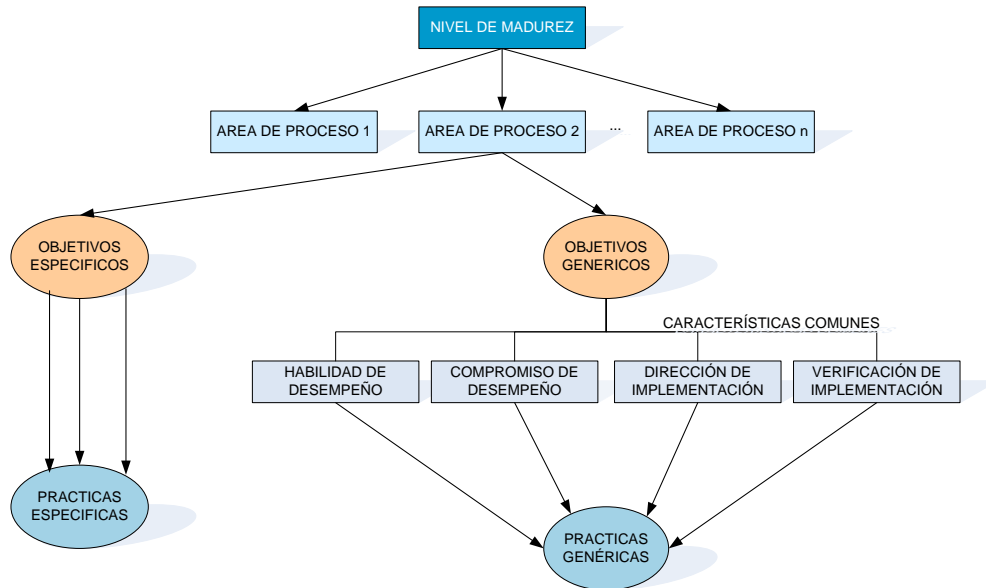 NIVEL DE MADUREZ
AREA DE PROCESO 1
AREA DE PROCESO 2
...
AREA DE PROCESO n
OBJETIVOS
ESPECIFICOS
OBJETIVOS
GENERICOS
CARACTERÍSTICAS COMUNES
HABILIDAD DE
DESEMPEÑO
COMPROMISO DE
DESEMPEÑO
DIRECCIÓN DE
IMPLEMENTACIÓN
VERIFICACIÓN DE
IMPLEMENTACIÓN
PRACTICAS
ESPECIFICAS
PRACTICAS
GENÉRICAS